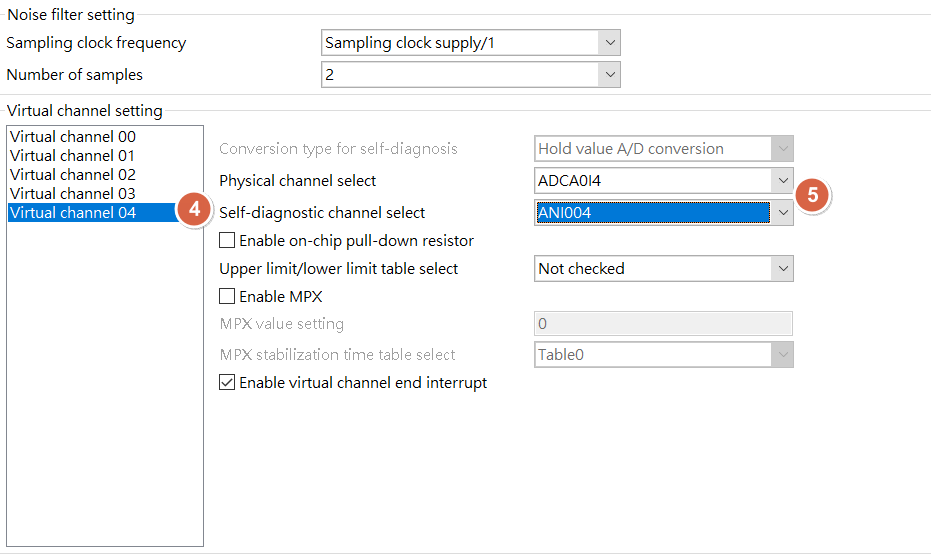 Noise filter setting
Sampling clock frequency
Sampling clock supply/1
Number of samples
2
Virtual channel setting
Virtual channel 00
Virtual channel 01
Virtual channel 02
Virtual channel 03
Virtual channel 04
4
Conversion type for self-diagnosis
Hold value A/D conversion
Physical channel select
ADCA0I4
5
Self-diagnostic channel select
ANI004
Enable on-chip pull-down resistor
Upper limit/lower limit table select
Not checked
Enable MPX
MPX value setting
0
MPX stabilization time table select
Table0
Enable virtual channel end interrupt